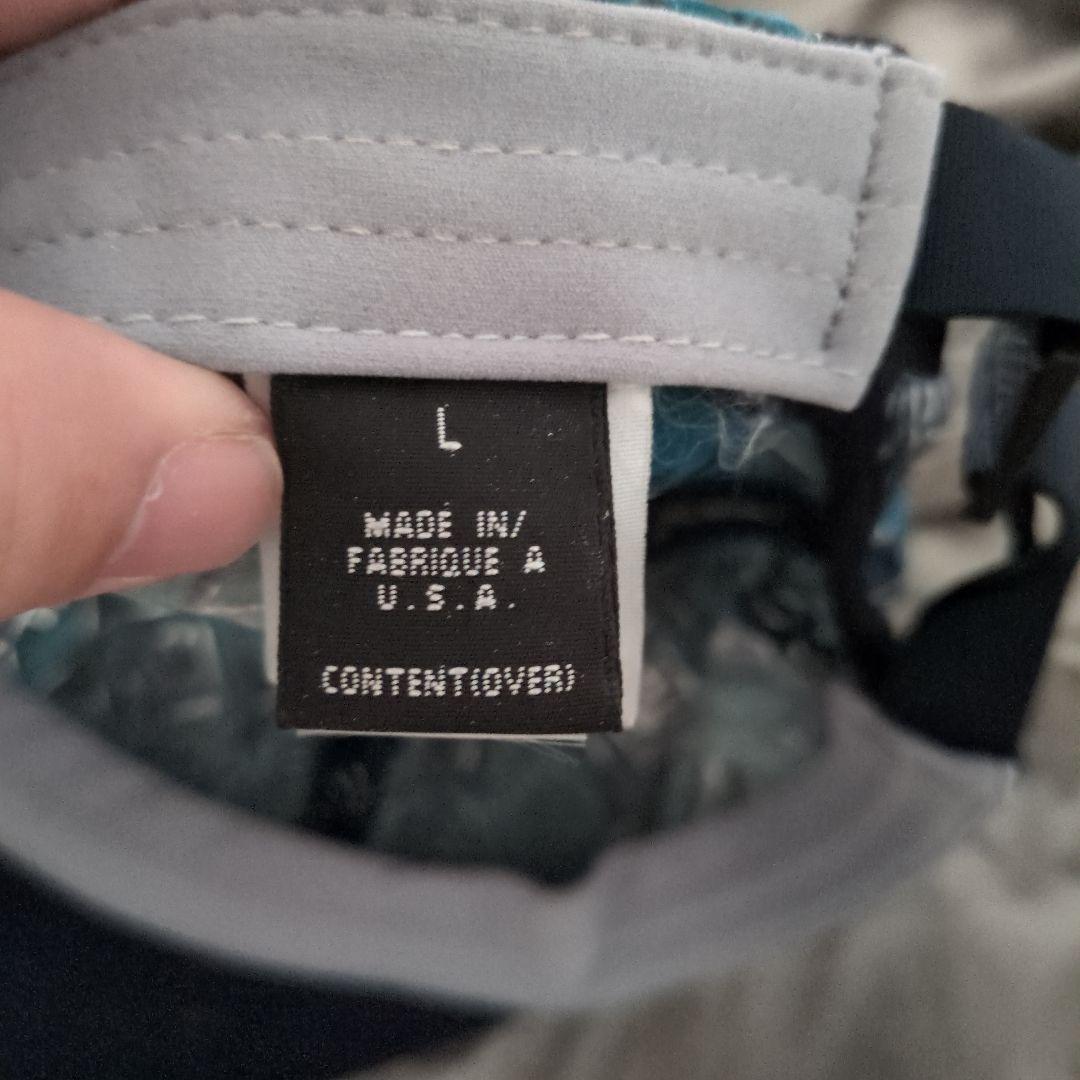 L
MADE IN/
FABRIQUE A
U.S.A.
CONTENT(OVER)